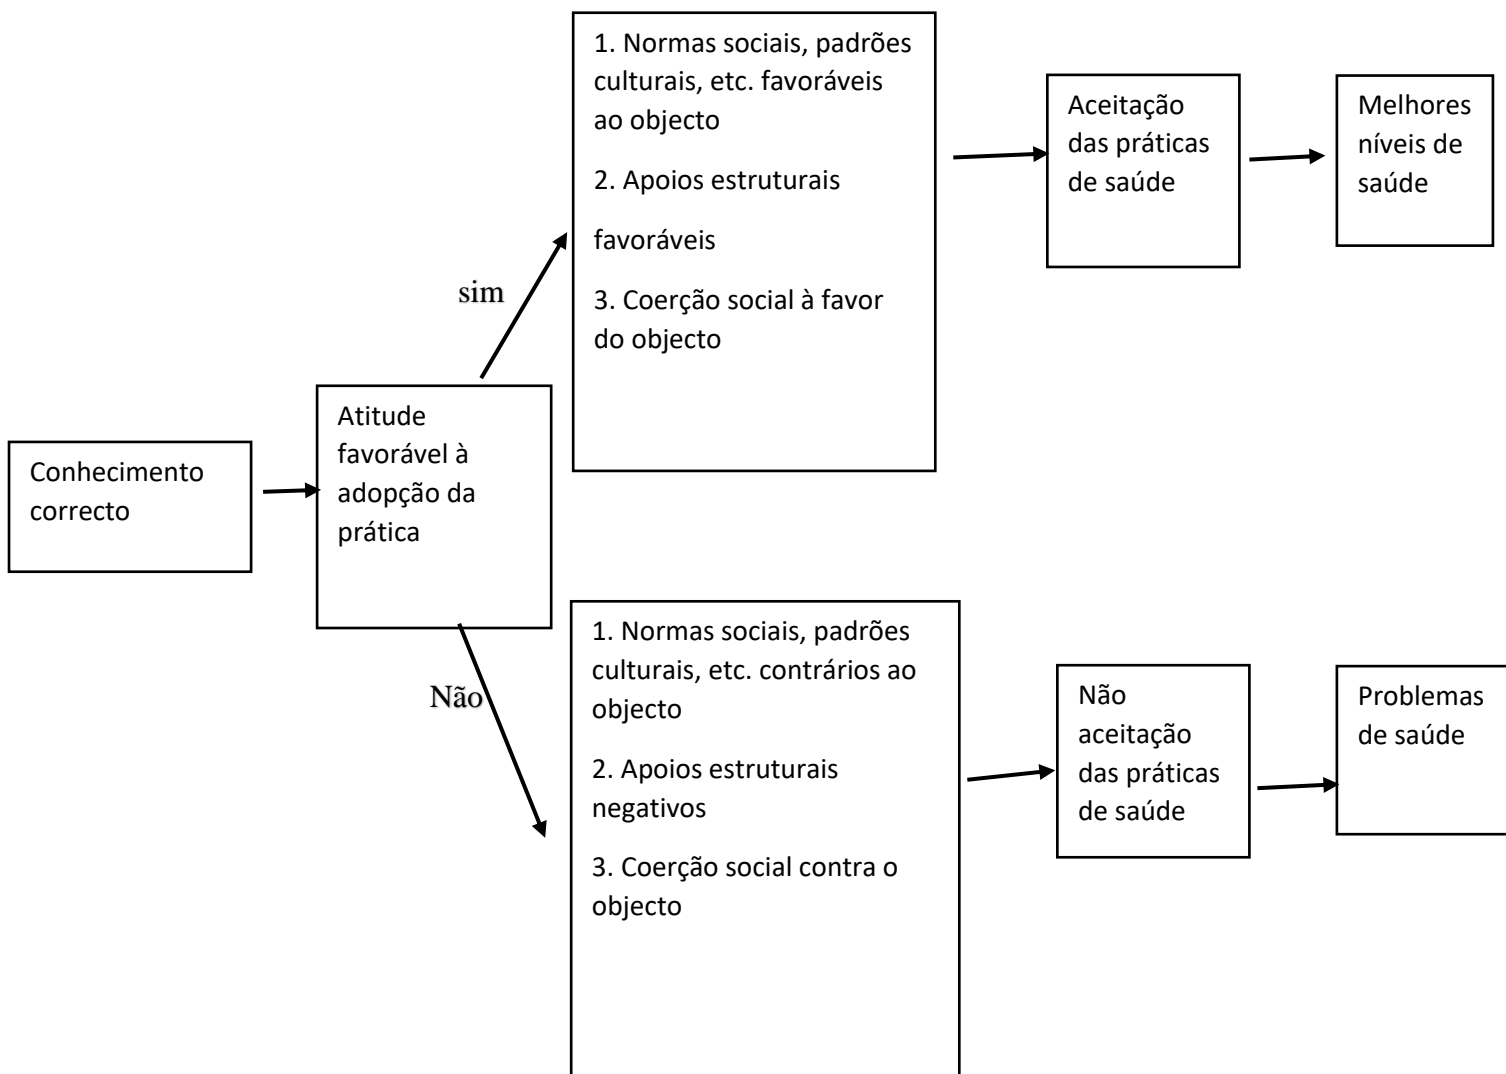 Conhecimento
correcto
Atitude
favorável à
adopção da
prática
sim
1. Normas sociais, padrões
culturais, etc. favoráveis
ao objecto
2. Apoios estruturais
favoráveis
3. Coerção social à favor
do objecto
Aceitação
das práticas
de saúde
Melhores
níveis de
saúde
Não
1. Normas sociais, padrões
culturais, etc. contrários ao
objecto
2. Apoios estruturais
negativos
3. Coerção social contra o
objecto
Não
aceitação
das práticas
de saúde
Problemas
de saúde